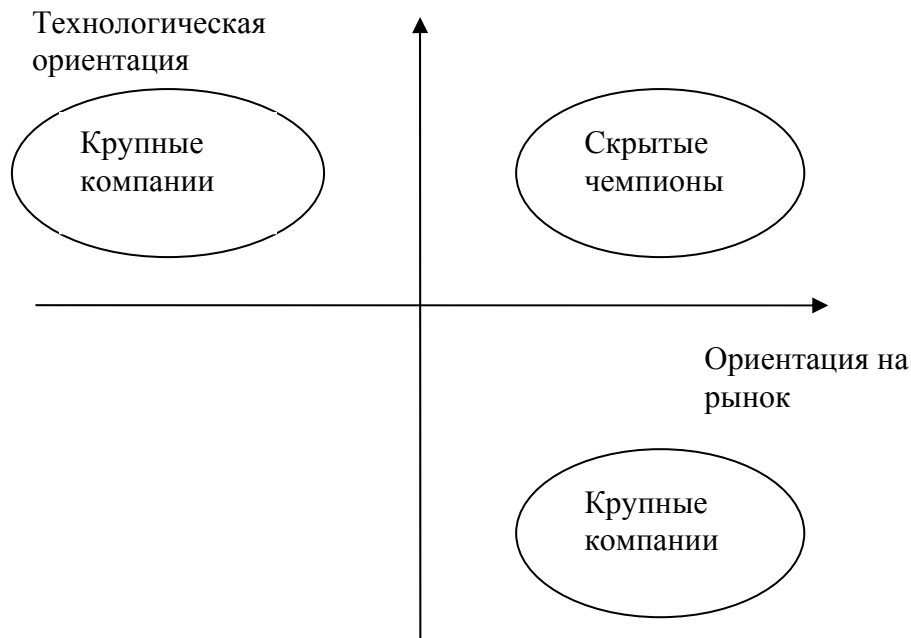 Технологическая
ориентация
Крупные
компании
Скрытые
чемпионы
Ориентация на
рынок
Крупные
компании